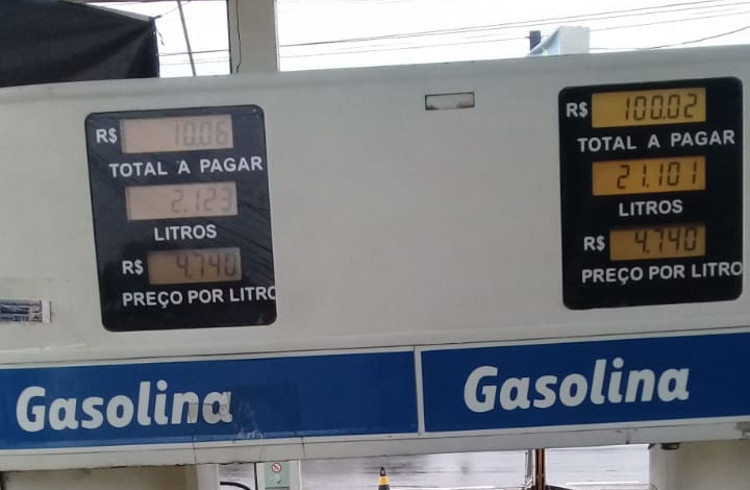 R$ 10.06
TOTAL A PAGAR
2.123
LITROS
R$ 4.740
PREÇO POR LITRO
R$ 100.02
TOTAL A PAGAR
21.101
LITROS
R$ 4.740
PREÇO POR LITRO
Gasolina
Gasolina